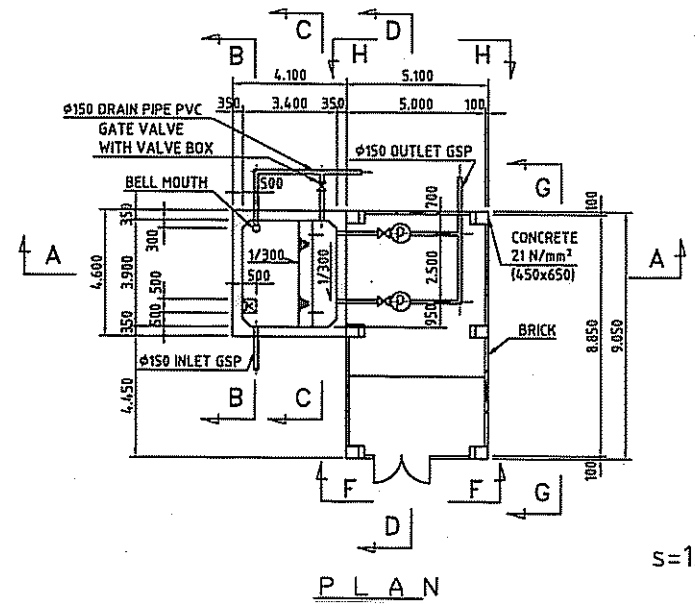 C
D
B
H
H
4.100
5.100
350
3.400
350
5.000
100
φ150 DRAIN PIPE PVC
GATE VALVE
WITH VALVE BOX
φ150 OUTLET GSP
500
BELL MOUTH
G
700
100
350
300
CONCRETE
21 N/mm²
(450x650)
A
A
4.600
3.900
1/300
1/300
500
500
2.500
500
350
950
BRICK
8.850
9.050
φ150 INLET GSP
4.450
P
P
B
C
F
F
G
100
D
s=1
PLAN